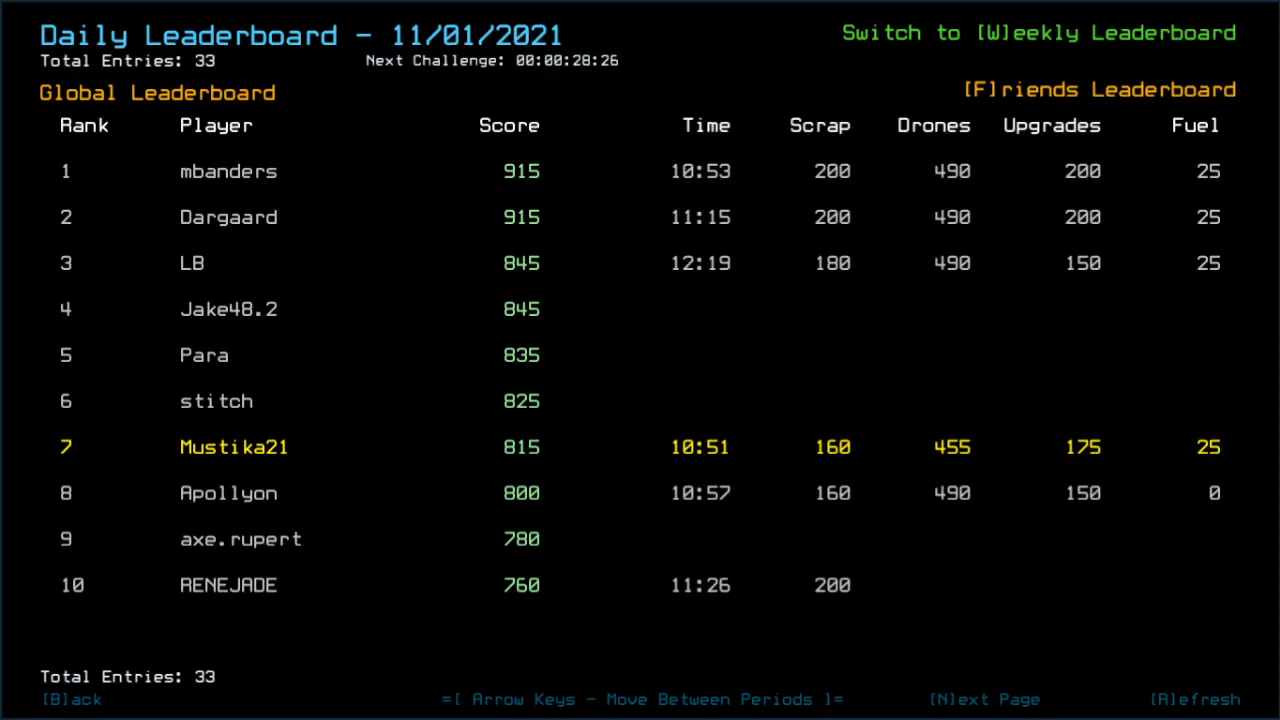 Daily Leaderboard - 11/01/2021 Switch to [W]eekly Leaderboard
Total Entries: 33 Next Challenge: 00:00:28:26
Global Leaderboard [F]riends Leaderboard
Rank Player Score Time Scrap Drones Upgrades Fuel
1 mbanders 915 10:53 200 490 200 25
2 Dargaard 915 11:15 200 490 200 25
3 LB 845 12:19 180 490 150 25
4 Jake48.2 845
5 Para 835
6 stitch 825
7 Mustika21 815 10:51 160 455 175 25
8 Apollyon 800 10:57 160 490 150 0
9 axe.rupert 780
10 RENEJADE 760 11:26 200
Total Entries: 33
[B]ack =[ Arrow Keys - Move Between Periods ]= [N]ext Page [R]efresh